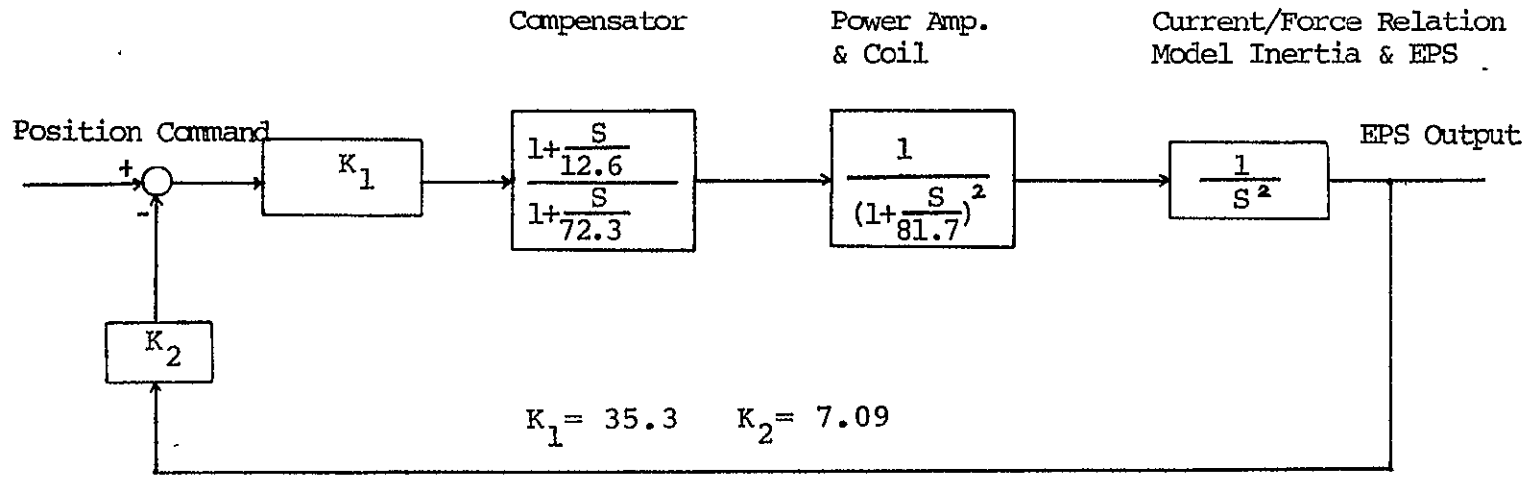 Compensator
Power Amp.
& Coil
Current/Force Relation
Model Inertia & EPS
Position Command
EPS Output
+
-
K1
1+S/12.6
1+S/72.3
1
(1+S/81.7)²
1
S²
K2
K1= 35.3 K2= 7.09